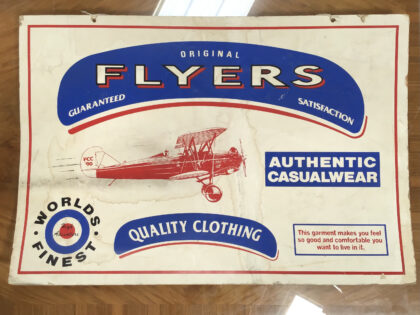 ORIGINAL
FLYERS
GUARANTEED
SATISFACTION
VCC
'90
AUTHENTIC
CASUALWEAR
WORLDS
FINEST
QUALITY CLOTHING
This garment makes you feel
so good and comfortable you
want to live in it.